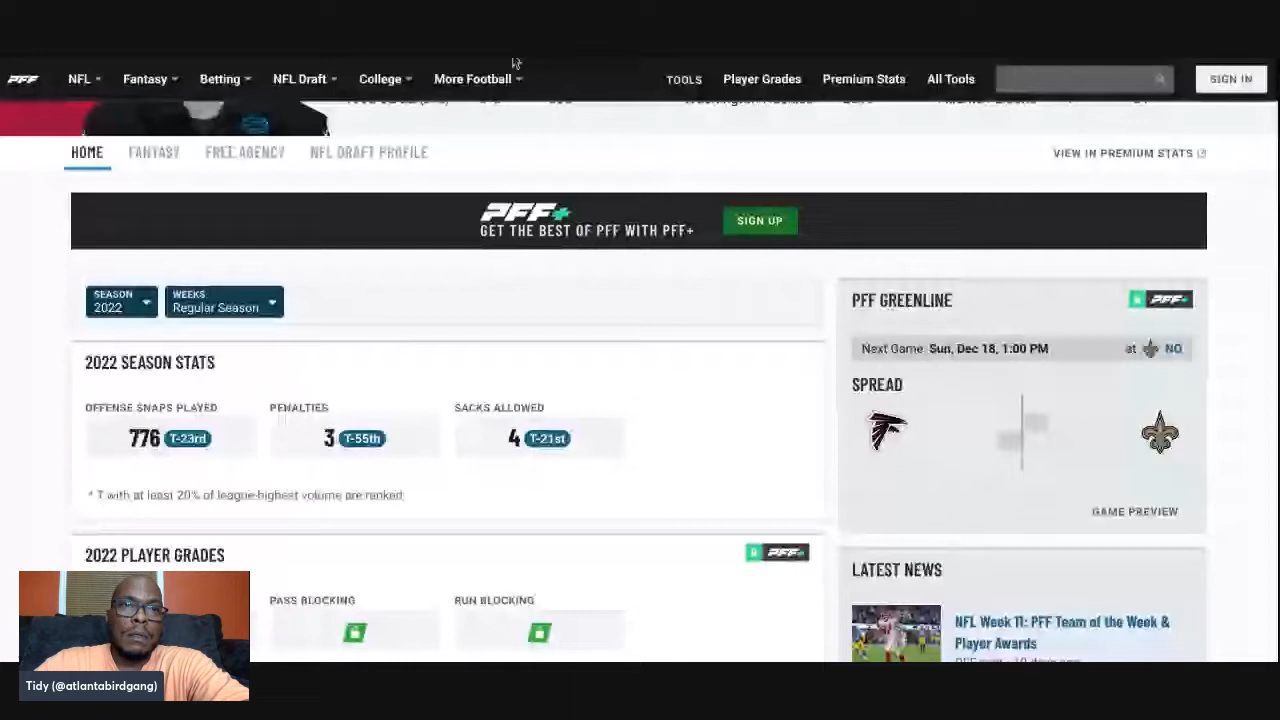 PFF NFL Fantasy Betting NFL Draft College More Football TOOLS Player Grades Premium Stats All Tools SIGN IN
HOME FANTASY FREE AGENCY NFL DRAFT PROFILE VIEW IN PREMIUM STATS
PFF+
GET THE BEST OF PFF WITH PFF+
SIGN UP
SEASON
2022
WEEKS
Regular Season
2022 SEASON STATS
OFFENSE SNAPS PLAYED PENALTIES SACKS ALLOWED
776 T-23rd 3 T-55th 4 T-21st
* T with at least 20% of league-highest volume are ranked
2022 PLAYER GRADES PFF+
PASS BLOCKING RUN BLOCKING
PFF GREENLINE PFF+
Next Game: Sun, Dec 18, 1:00 PM at NO
SPREAD
GAME PREVIEW
LATEST NEWS
NFL Week 11: PFF Team of the Week &
Player Awards
Tidy (@atlantabirdgang)